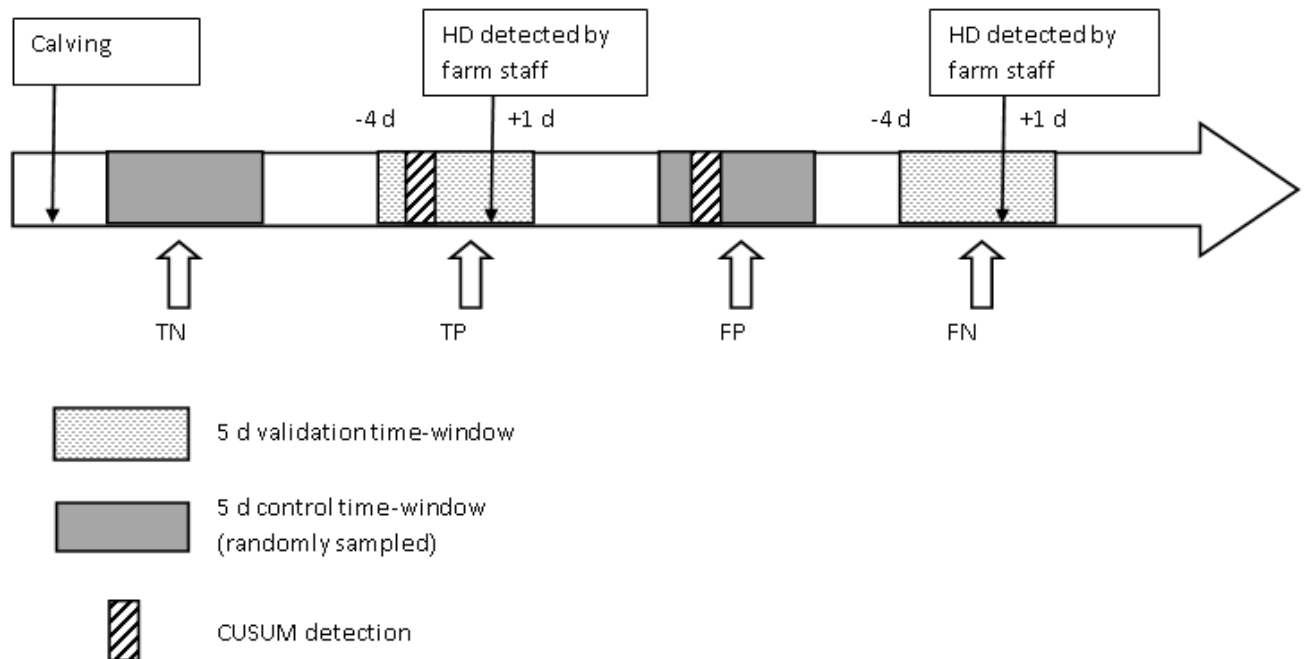 Calving
HD detected by
farm staff
HD detected by
farm staff
-4 d
+1 d
-4 d
+1 d
TN
TP
FP
FN
5 d validation time-window
5 d control time-window
(randomly sampled)
CUSUM detection